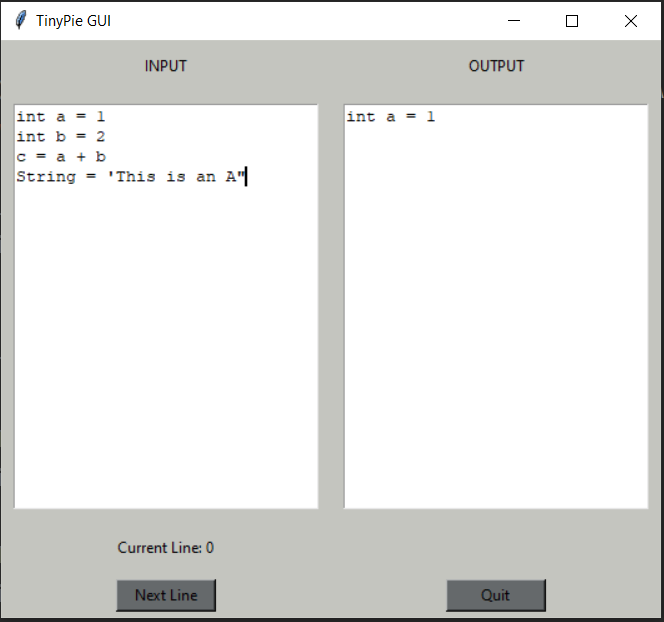 TinyPie GUI
INPUT
OUTPUT
int a = 1
int b = 2
c = a + b
String = 'This is an A"
int a = 1
Current Line: 0
Next Line
Quit